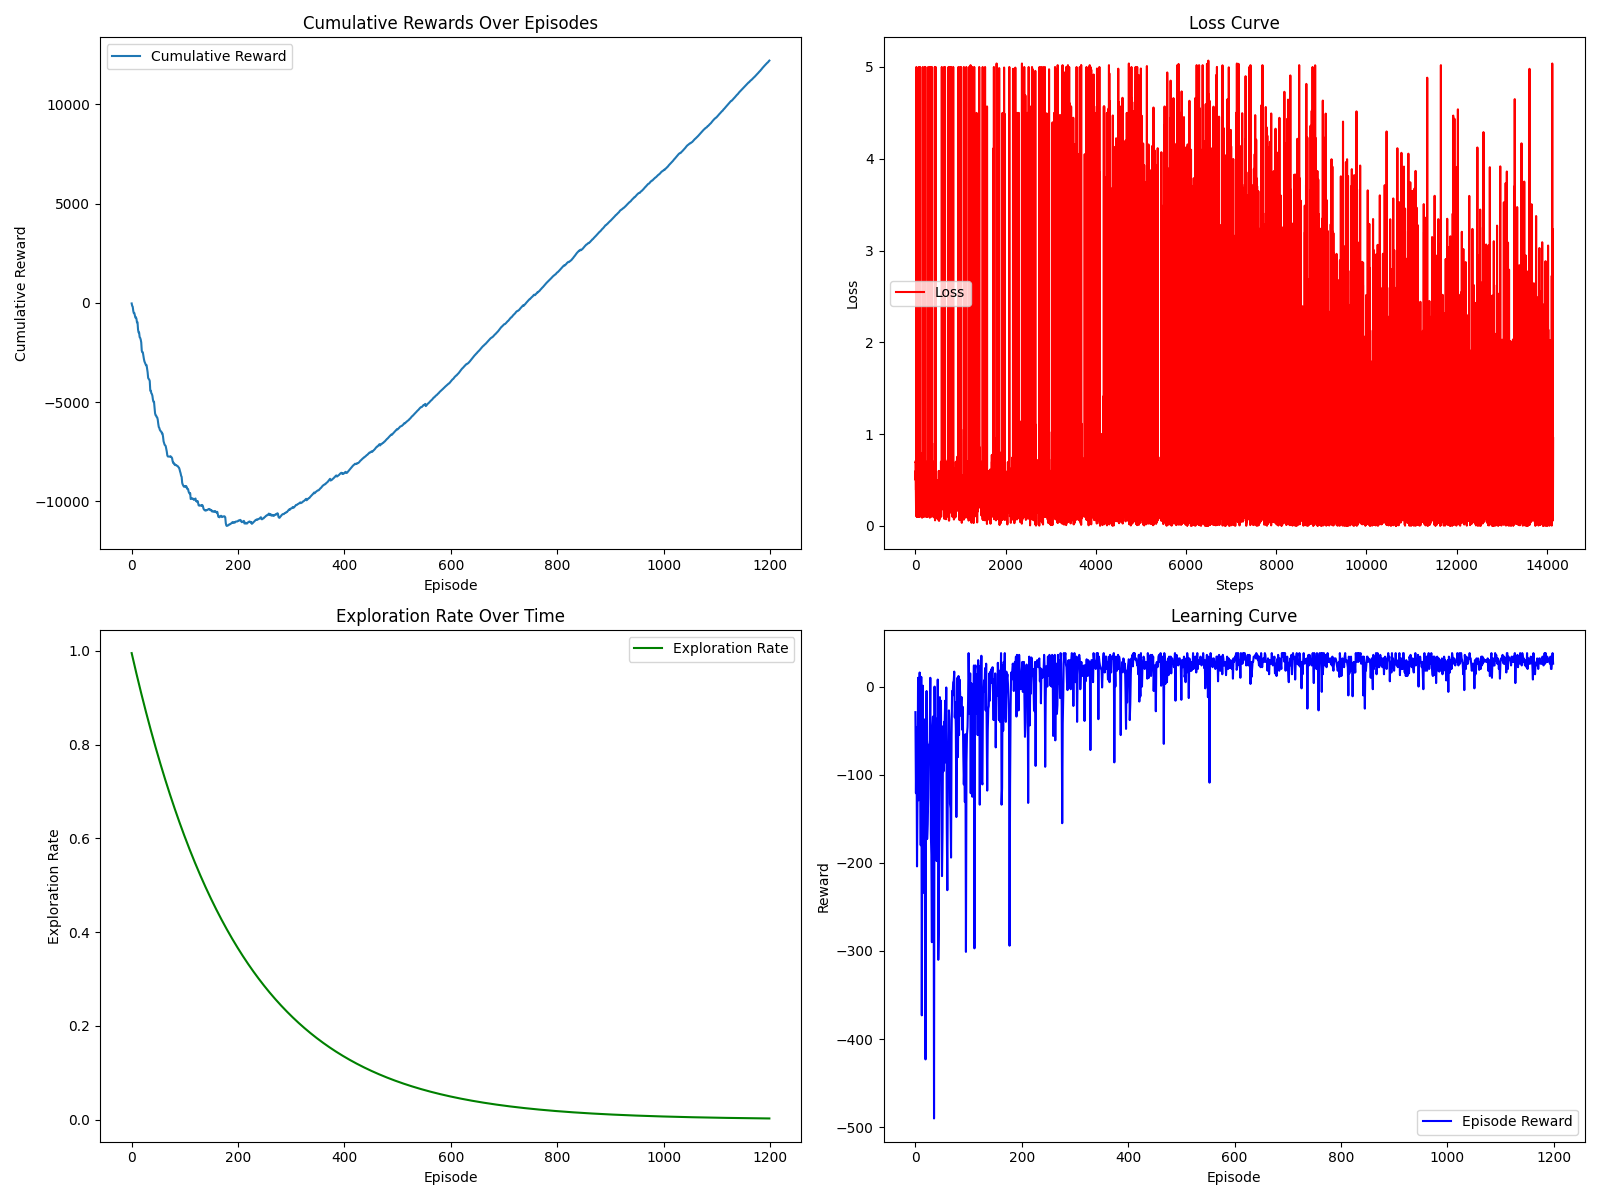 Cumulative Rewards Over Episodes
Cumulative Reward
10000
5000
0
−5000
−10000
Cumulative Reward
0 200 400 600 800 1000 1200
Episode
Loss Curve
5
4
3
2
1
0
Loss
Loss
0 2000 4000 6000 8000 10000 12000 14000
Steps
Exploration Rate Over Time
Exploration Rate
1.0
0.8
0.6
0.4
0.2
0.0
Exploration Rate
0 200 400 600 800 1000 1200
Episode
Learning Curve
0
−100
−200
−300
−400
−500
Reward
Episode Reward
0 200 400 600 800 1000 1200
Episode